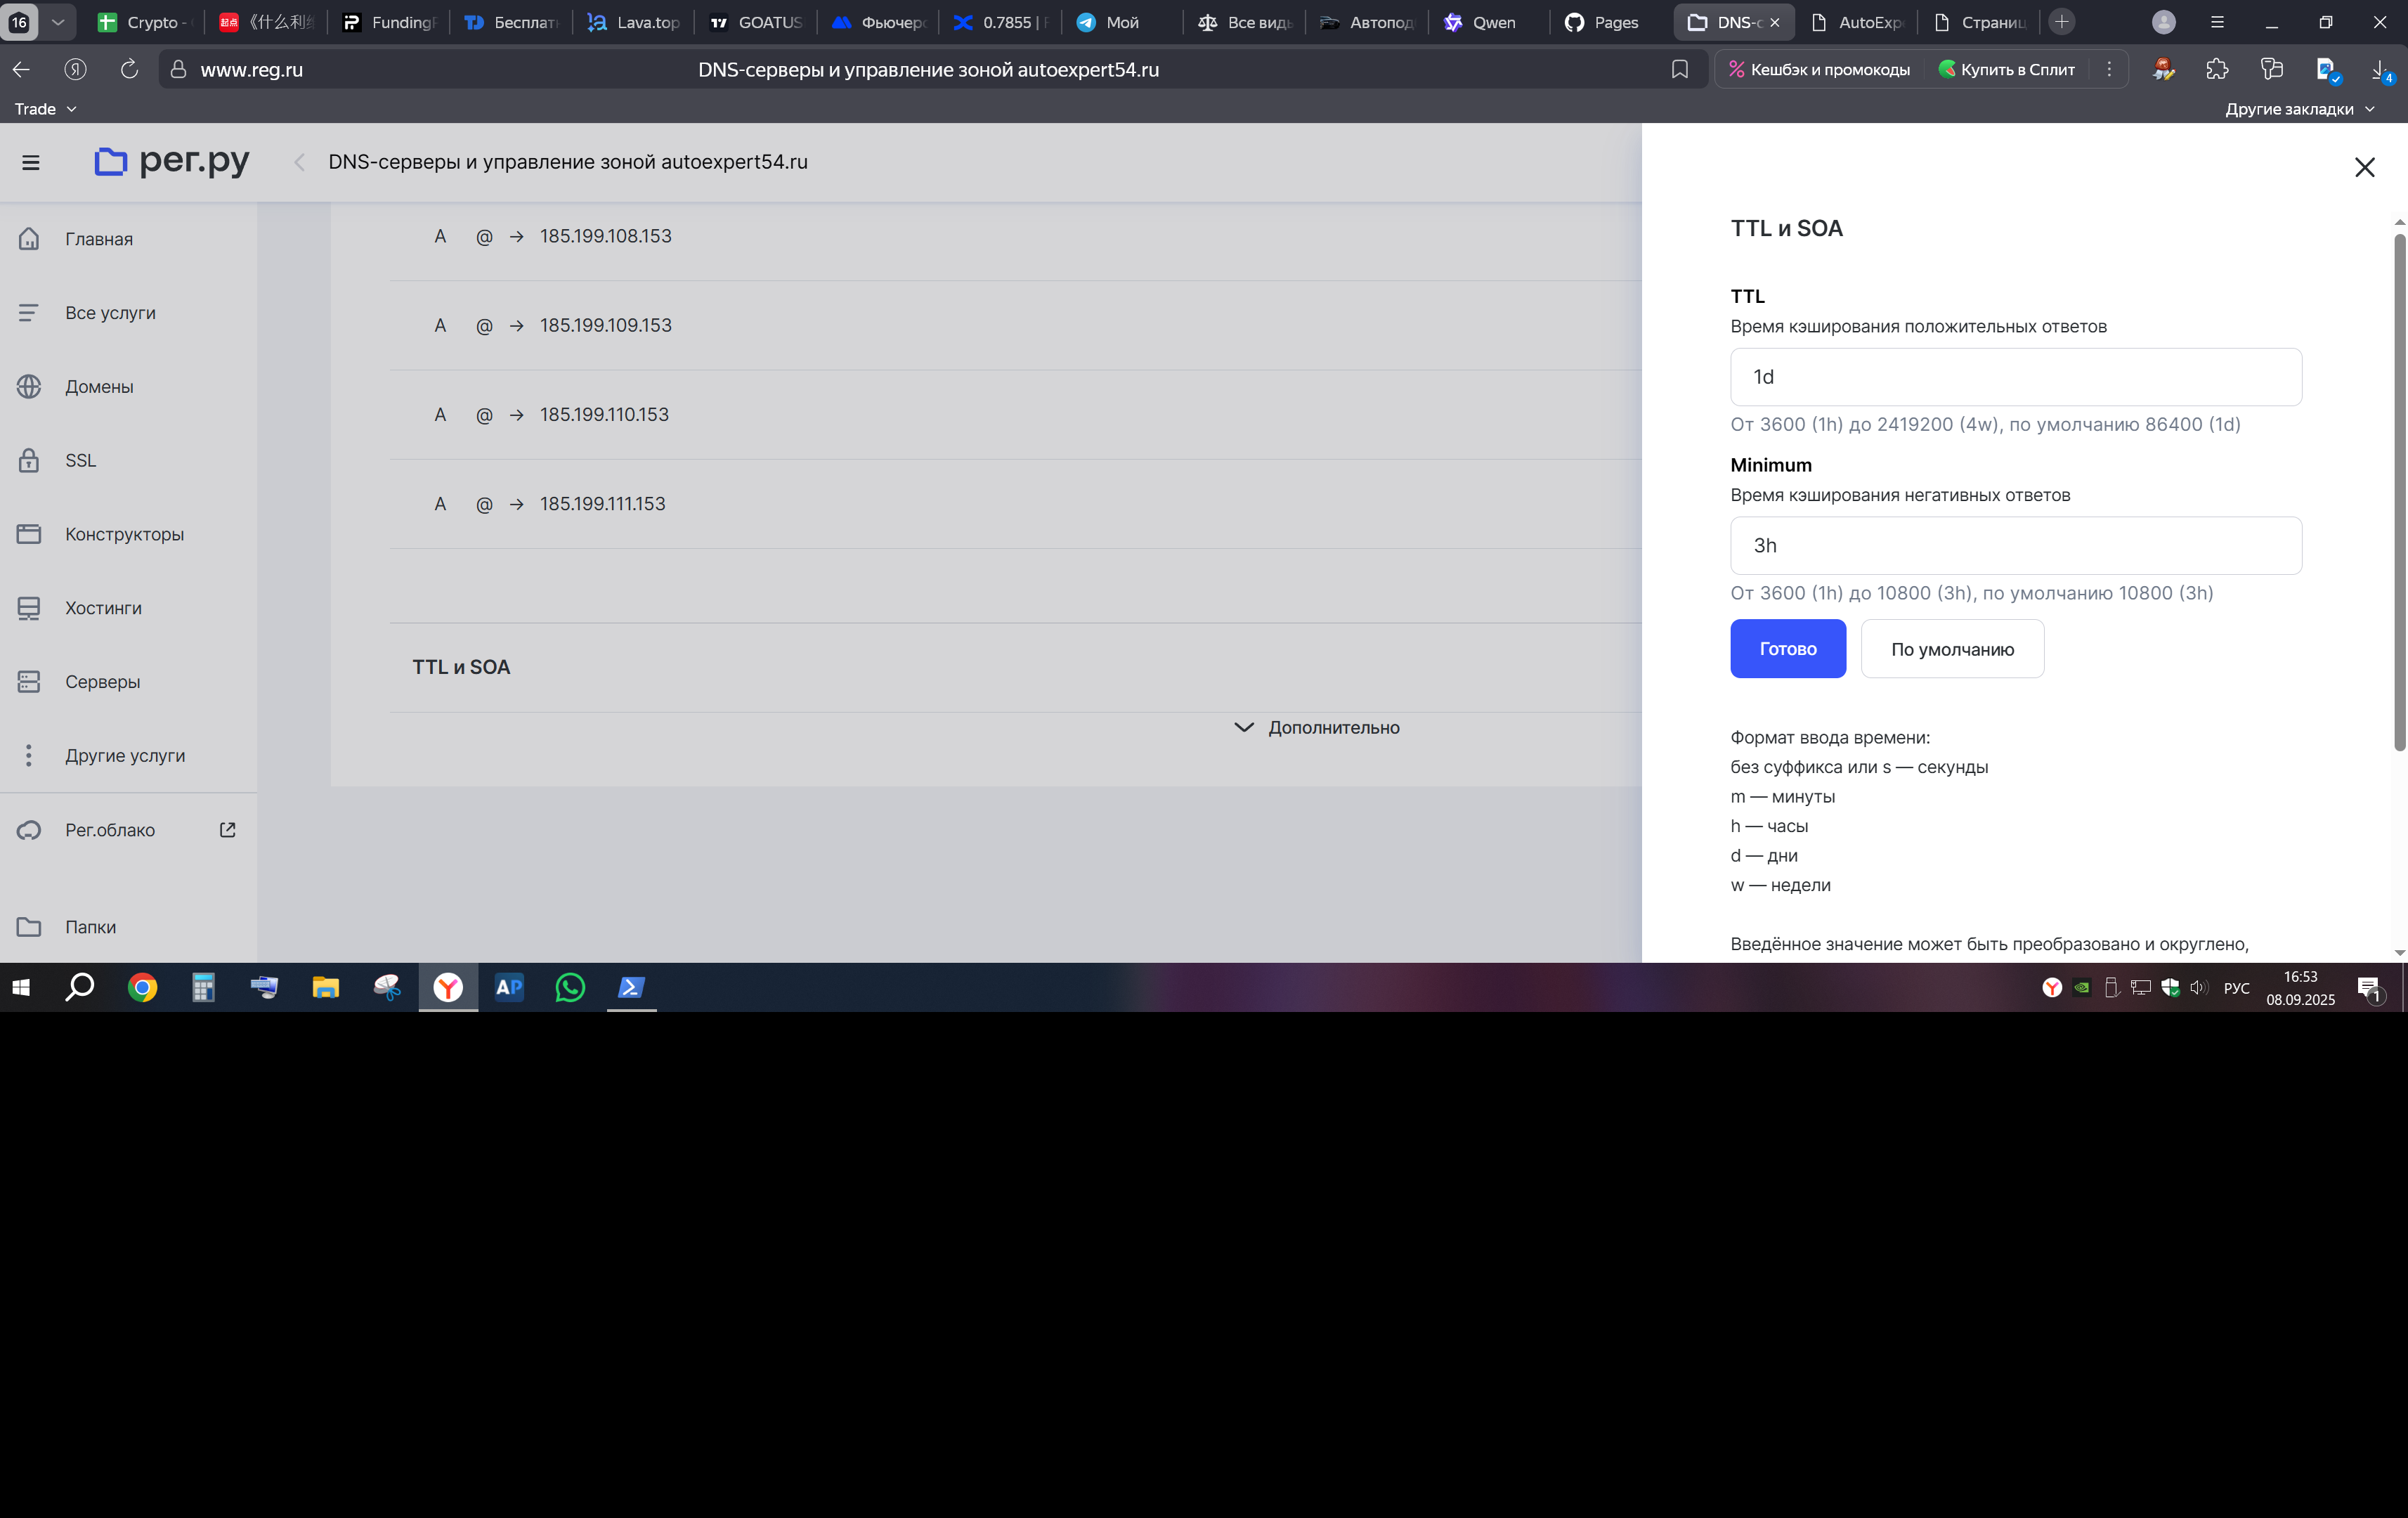 16
Crypto -
《什么利
Funding
Бесплат
Lava.top
GOATUS
Фьючер
0.7855 |
Мой
Все вид
Автопод
Qwen
Pages
DNS-с
AutoExp
Страниц
www.reg.ru
DNS-серверы и управление зоной autoexpert54.ru
Кешбэк и промокоды
Купить в Сплит
4
Trade
Другие закладки
рег.ру
DNS-серверы и управление зоной autoexpert54.ru
Главная
Все услуги
Домены
SSL
Конструкторы
Хостинги
Серверы
Другие услуги
Рег.облако
Папки
A @ → 185.199.108.153
A @ → 185.199.109.153
A @ → 185.199.110.153
A @ → 185.199.111.153
TTL и SOA
Дополнительно
TTL и SOA
TTL
Время кэширования положительных ответов
1d
От 3600 (1h) до 2419200 (4w), по умолчанию 86400 (1d)
Minimum
Время кэширования негативных ответов
3h
От 3600 (1h) до 10800 (3h), по умолчанию 10800 (3h)
Готово
По умолчанию
Формат ввода времени:
без суффикса или s — секунды
m — минуты
h — часы
d — дни
w — недели
Введённое значение может быть преобразовано и округлено,
AP
РУС
16:53
08.09.2025
1